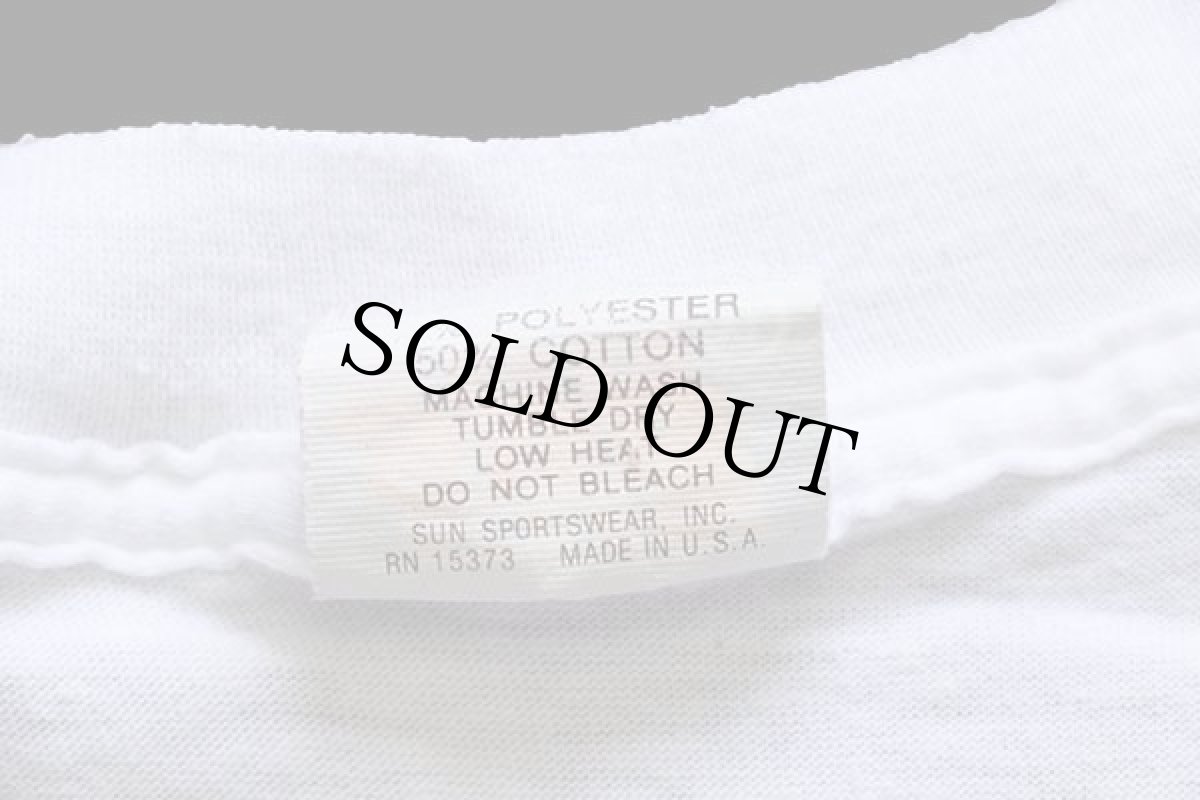 POLYESTER
50% COTTON
MACHINE WASH
TUMBLE DRY
LOW HEAT
DO NOT BLEACH
SUN SPORTSWEAR, INC.
RN 15373 MADE IN U.S.A.
SOLD OUT